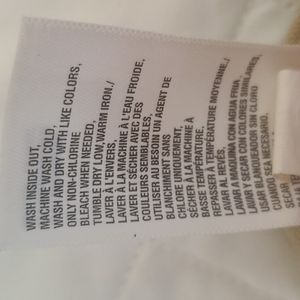 WASH INSIDE OUT,
MACHINE WASH COLD,
WASH AND DRY WITH LIKE COLORS,
ONLY NON-CHLORINE
BLEACH WHEN NEEDED,
TUMBLE DRY LOW, WARM IRON./
LAVER À L'ENVERS,
LAVER À LA MACHINE À L'EAU FROIDE,
LAVER ET SÉCHER AVEC DES
COULEURS SEMBLABLES,
UTILISER AU BESOIN UN AGENT DE
BLANCHIMENT SANS
CHLORE UNIQUEMENT,
SÉCHER À LA MACHINE À
BASSE TEMPÉRATURE,
REPASSER À TEMPÉRATURE MOYENNE./
LAVAR AL REVÉS,
LAVAR A MAQUINA CON AGUA FRIA,
LAVAR Y SECAR CON COLORES SIMILARES,
USAR BLANQUEADOR SIN CLORO
CUANDO SEA NECESARIO,
SECAR